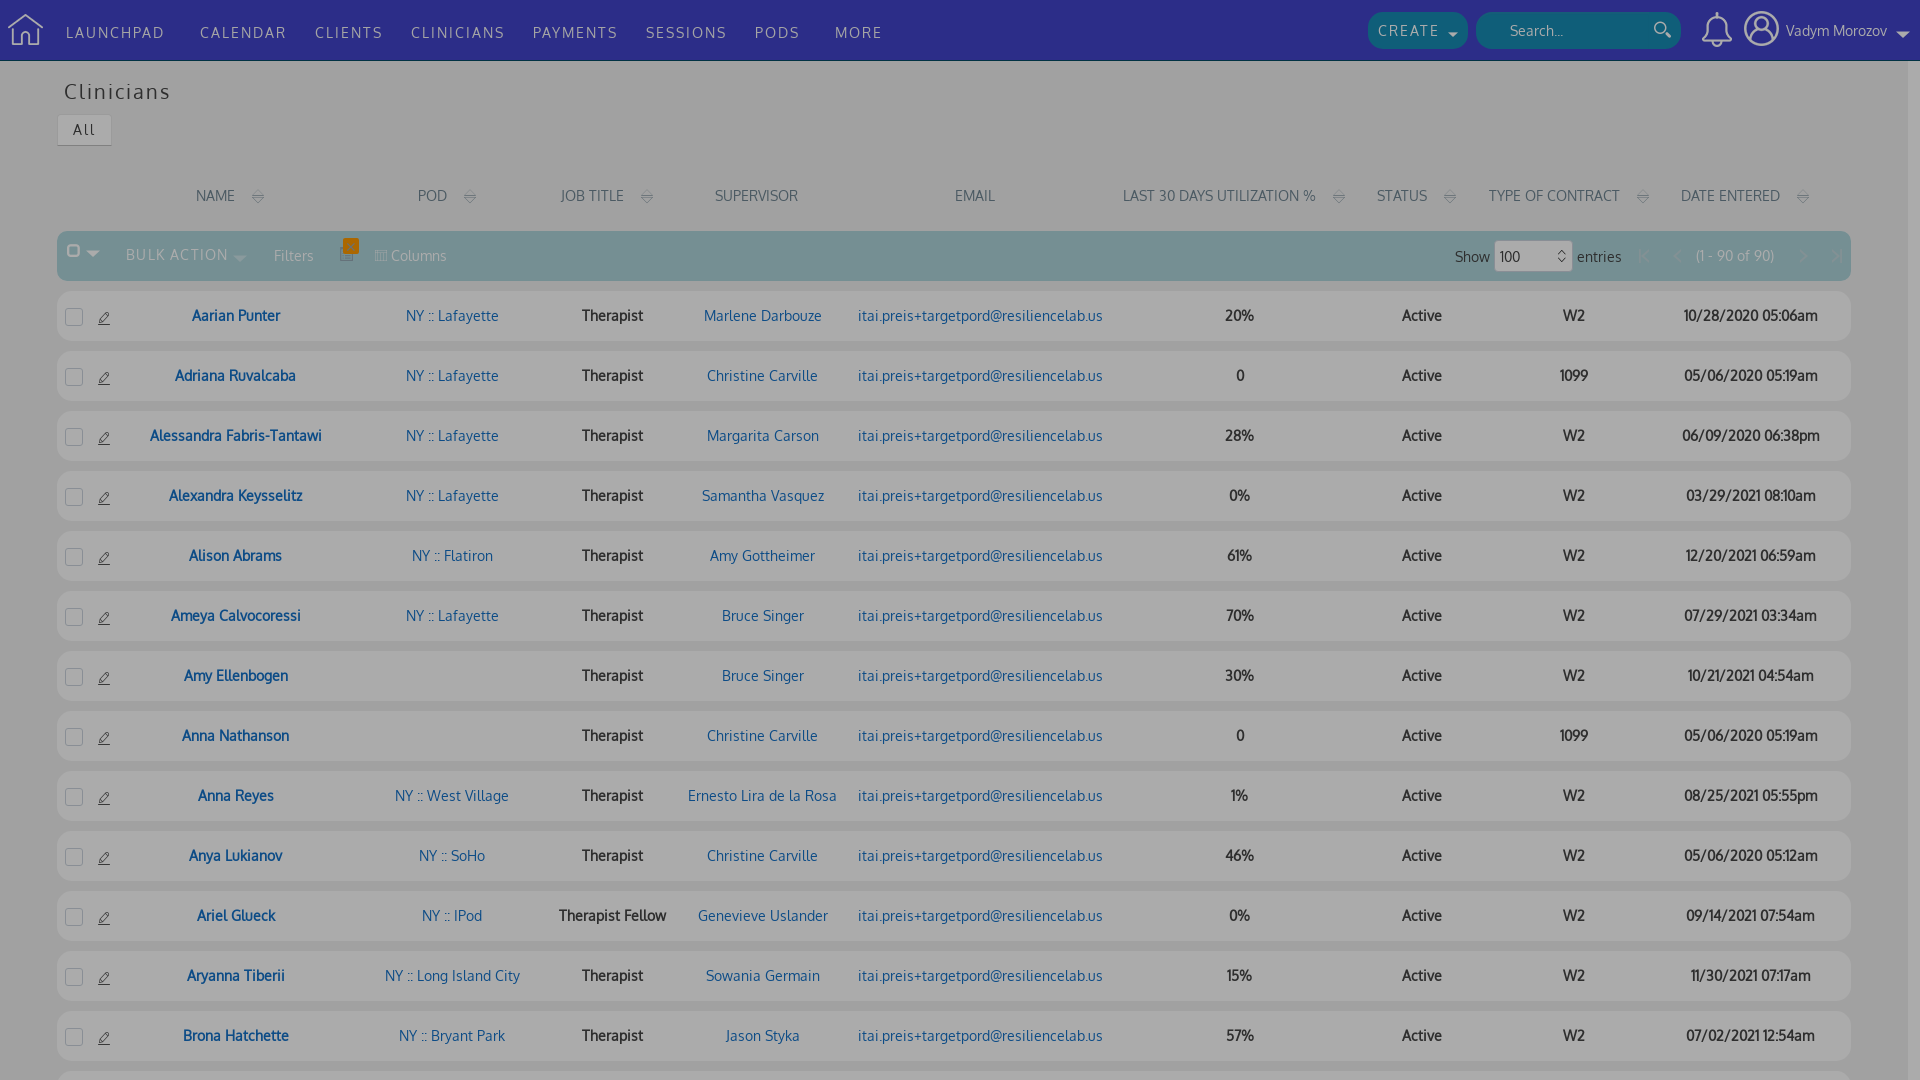 LAUNCHPAD CALENDAR CLIENTS CLINICIANS PAYMENTS SESSIONS PODS MORE CREATE Search... Vadym Morozov
Clinicians
All
NAME POD JOB TITLE SUPERVISOR EMAIL LAST 30 DAYS UTILIZATION % STATUS TYPE OF CONTRACT DATE ENTERED
BULK ACTION Filters Columns Show 100 entries (1 - 90 of 90)
Aarian Punter NY :: Lafayette Therapist Marlene Darbouze itai.preis+targetpord@resiliencelab.us 20% Active W2 10/28/2020 05:06am
Adriana Ruvalcaba NY :: Lafayette Therapist Christine Carville itai.preis+targetpord@resiliencelab.us 0 Active 1099 05/06/2020 05:19am
Alessandra Fabris-Tantawi NY :: Lafayette Therapist Margarita Carson itai.preis+targetpord@resiliencelab.us 28% Active W2 06/09/2020 06:38pm
Alexandra Keysselitz NY :: Lafayette Therapist Samantha Vasquez itai.preis+targetpord@resiliencelab.us 0% Active W2 03/29/2021 08:10am
Alison Abrams NY :: Flatiron Therapist Amy Gottheimer itai.preis+targetpord@resiliencelab.us 61% Active W2 12/20/2021 06:59am
Ameya Calvocoressi NY :: Lafayette Therapist Bruce Singer itai.preis+targetpord@resiliencelab.us 70% Active W2 07/29/2021 03:34am
Amy Ellenbogen Therapist Bruce Singer itai.preis+targetpord@resiliencelab.us 30% Active W2 10/21/2021 04:54am
Anna Nathanson Therapist Christine Carville itai.preis+targetpord@resiliencelab.us 0 Active 1099 05/06/2020 05:19am
Anna Reyes NY :: West Village Therapist Ernesto Lira de la Rosa itai.preis+targetpord@resiliencelab.us 1% Active W2 08/25/2021 05:55pm
Anya Lukianov NY :: SoHo Therapist Christine Carville itai.preis+targetpord@resiliencelab.us 46% Active W2 05/06/2020 05:12am
Ariel Glueck NY :: IPod Therapist Fellow Genevieve Uslander itai.preis+targetpord@resiliencelab.us 0% Active W2 09/14/2021 07:54am
Aryanna Tiberii NY :: Long Island City Therapist Sowania Germain itai.preis+targetpord@resiliencelab.us 15% Active W2 11/30/2021 07:17am
Brona Hatchette NY :: Bryant Park Therapist Jason Styka itai.preis+targetpord@resiliencelab.us 57% Active W2 07/02/2021 12:54am